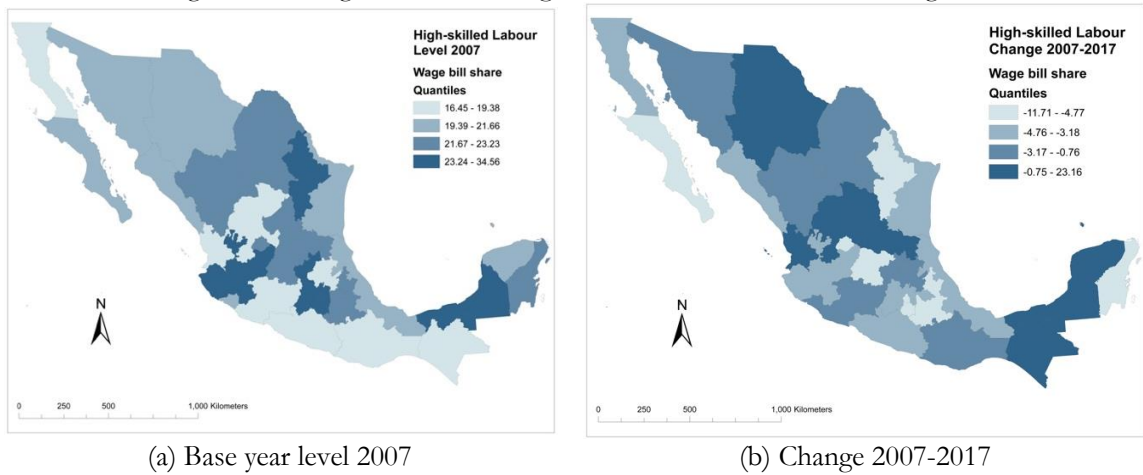 High-skilled Labour
Level 2007
Wage bill share
Quantiles
16.45 - 19.38
19.39 - 21.66
21.67 - 23.23
23.24 - 34.56
N
0 250 500 1,000 Kilometers
(a) Base year level 2007
High-skilled Labour
Change 2007-2017
Wage bill share
Quantiles
-11.71 - -4.77
-4.76 - -3.18
-3.17 - -0.76
-0.75 - 23.16
N
0 250 500 1,000 Kilometers
(b) Change 2007-2017